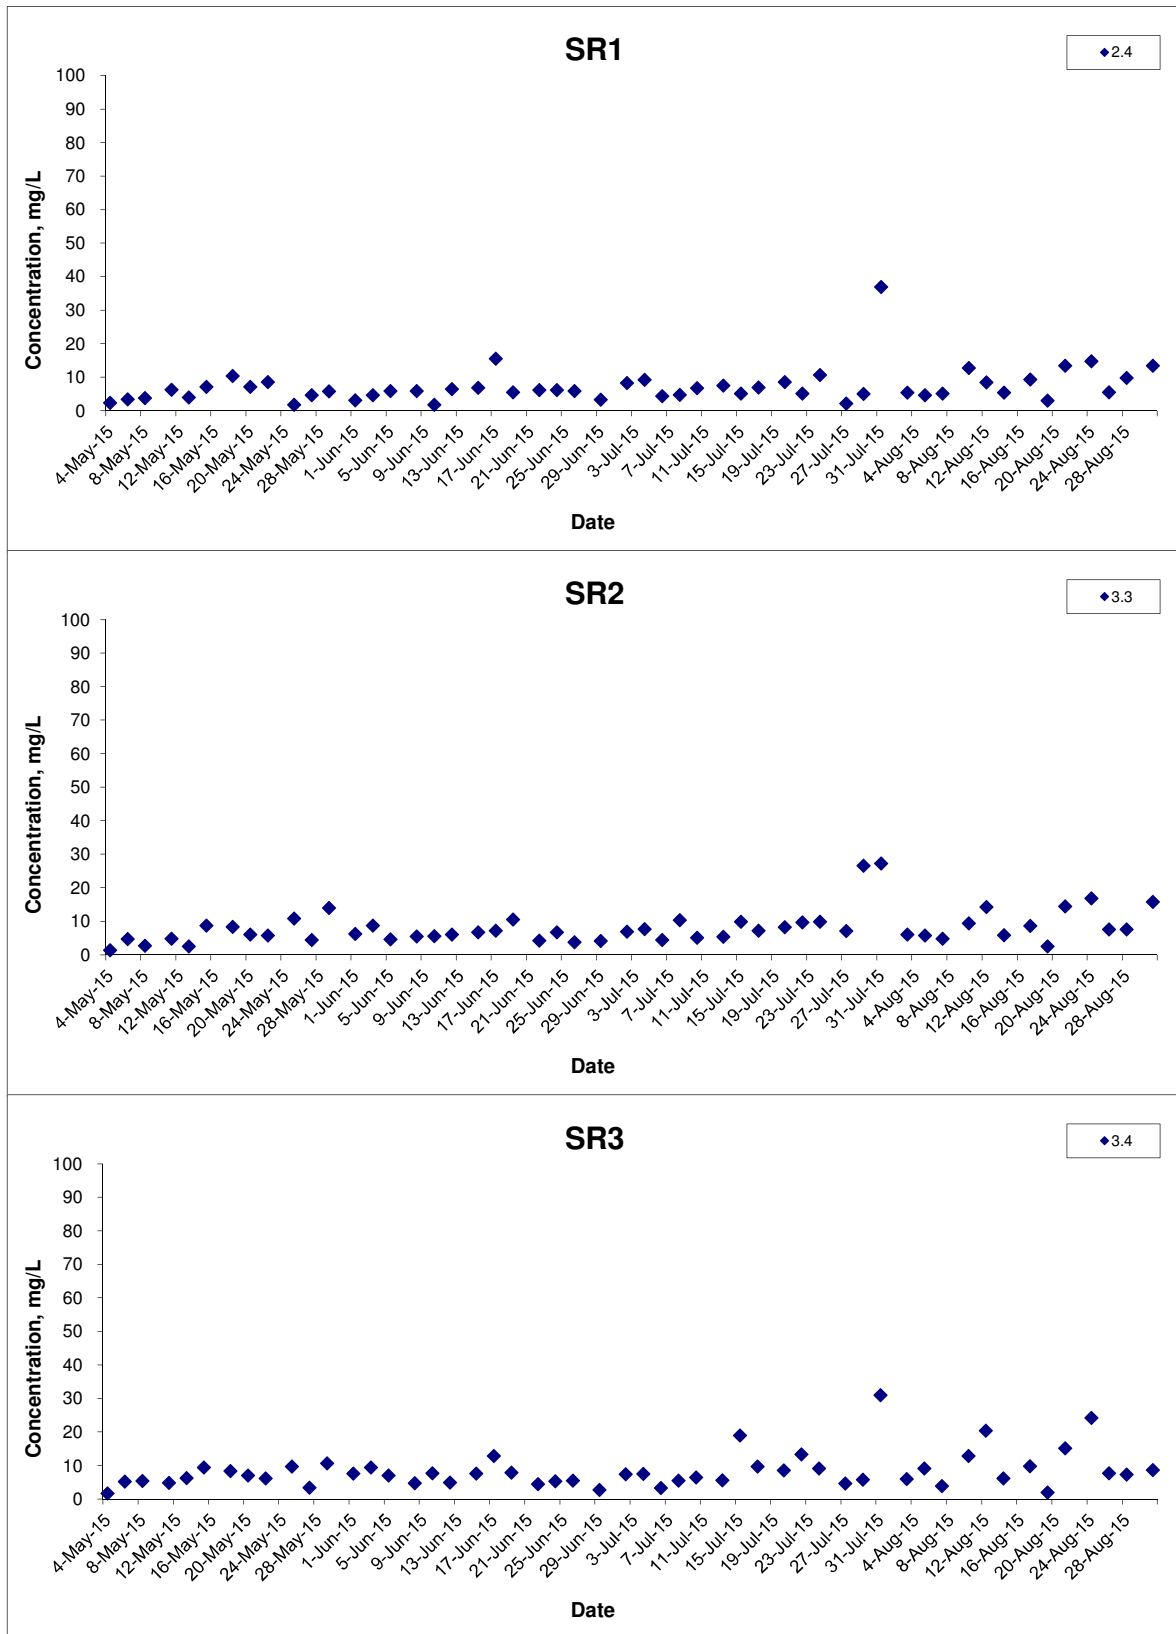 SR1
◆2.4
100
90
80
70
60
50
40
30
20
10
0
Concentration, mg/L
4-May-15
8-May-15
12-May-15
16-May-15
20-May-15
24-May-15
28-May-15
1-Jun-15
5-Jun-15
9-Jun-15
13-Jun-15
17-Jun-15
21-Jun-15
25-Jun-15
29-Jun-15
3-Jul-15
7-Jul-15
11-Jul-15
15-Jul-15
19-Jul-15
23-Jul-15
27-Jul-15
31-Jul-15
4-Aug-15
8-Aug-15
12-Aug-15
16-Aug-15
20-Aug-15
24-Aug-15
28-Aug-15
Date
SR2
◆3.3
100
90
80
70
60
50
40
30
20
10
0
Concentration, mg/L
4-May-15
8-May-15
12-May-15
16-May-15
20-May-15
24-May-15
28-May-15
1-Jun-15
5-Jun-15
9-Jun-15
13-Jun-15
17-Jun-15
21-Jun-15
25-Jun-15
29-Jun-15
3-Jul-15
7-Jul-15
11-Jul-15
15-Jul-15
19-Jul-15
23-Jul-15
27-Jul-15
31-Jul-15
4-Aug-15
8-Aug-15
12-Aug-15
16-Aug-15
20-Aug-15
24-Aug-15
28-Aug-15
Date
SR3
◆3.4
100
90
80
70
60
50
40
30
20
10
0
Concentration, mg/L
4-May-15
8-May-15
12-May-15
16-May-15
20-May-15
24-May-15
28-May-15
1-Jun-15
5-Jun-15
9-Jun-15
13-Jun-15
17-Jun-15
21-Jun-15
25-Jun-15
29-Jun-15
3-Jul-15
7-Jul-15
11-Jul-15
15-Jul-15
19-Jul-15
23-Jul-15
27-Jul-15
31-Jul-15
4-Aug-15
8-Aug-15
12-Aug-15
16-Aug-15
20-Aug-15
24-Aug-15
28-Aug-15
Date